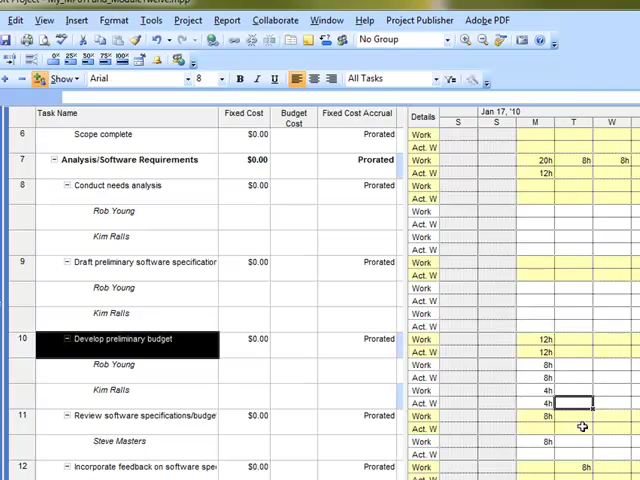 Edit View Insert Format Tools Project Report Collaborate Window Help Project Publisher Adobe PDF
No Group
0% 25% 50% 75% 100%
Show Arial 8 B I U All Tasks
Task Name Fixed Cost Budget Cost Fixed Cost Accrual Details Jan 17, '10
S S M T W
6 Scope complete $0.00 Prorated Work
Act. W
7 Analysis/Software Requirements $0.00 Prorated Work 20h 8h 8h
Act. W 12h
8 Conduct needs analysis $0.00 Prorated Work
Act. W
Rob Young Work
Act. W
Kim Ralls Work
Act. W
9 Draft preliminary software specification $0.00 Prorated Work
Act. W
Rob Young Work
Act. W
Kim Ralls Work
Act. W
10 Develop preliminary budget $0.00 Prorated Work 12h
Act. W 12h
Rob Young Work 8h
Act. W 8h
Kim Ralls Work 4h
Act. W 4h
11 Review software specifications/budge $0.00 Prorated Work 8h
Act. W
Steve Masters Work 8h
Act. W
12 Incorporate feedback on software spe $0.00 Prorated Work 8h